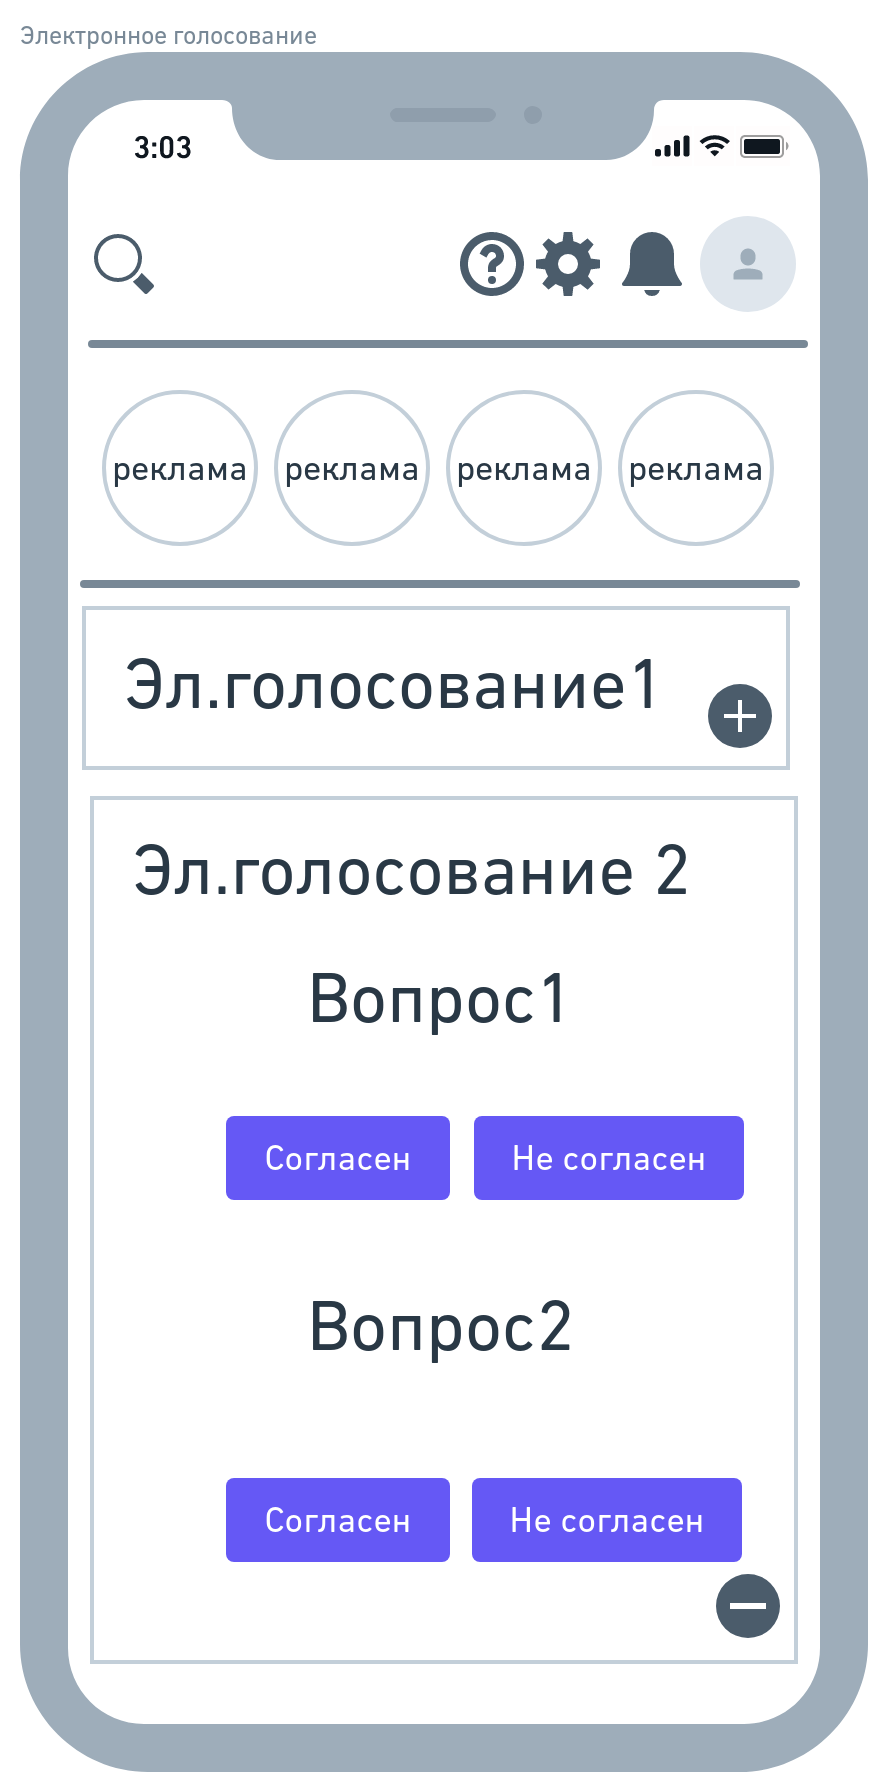 Электронное голосование
3:03
реклама реклама реклама реклама
Эл.голосование1
Эл.голосование 2
Вопрос1
Согласен Не согласен
Вопрос2
Согласен Не согласен